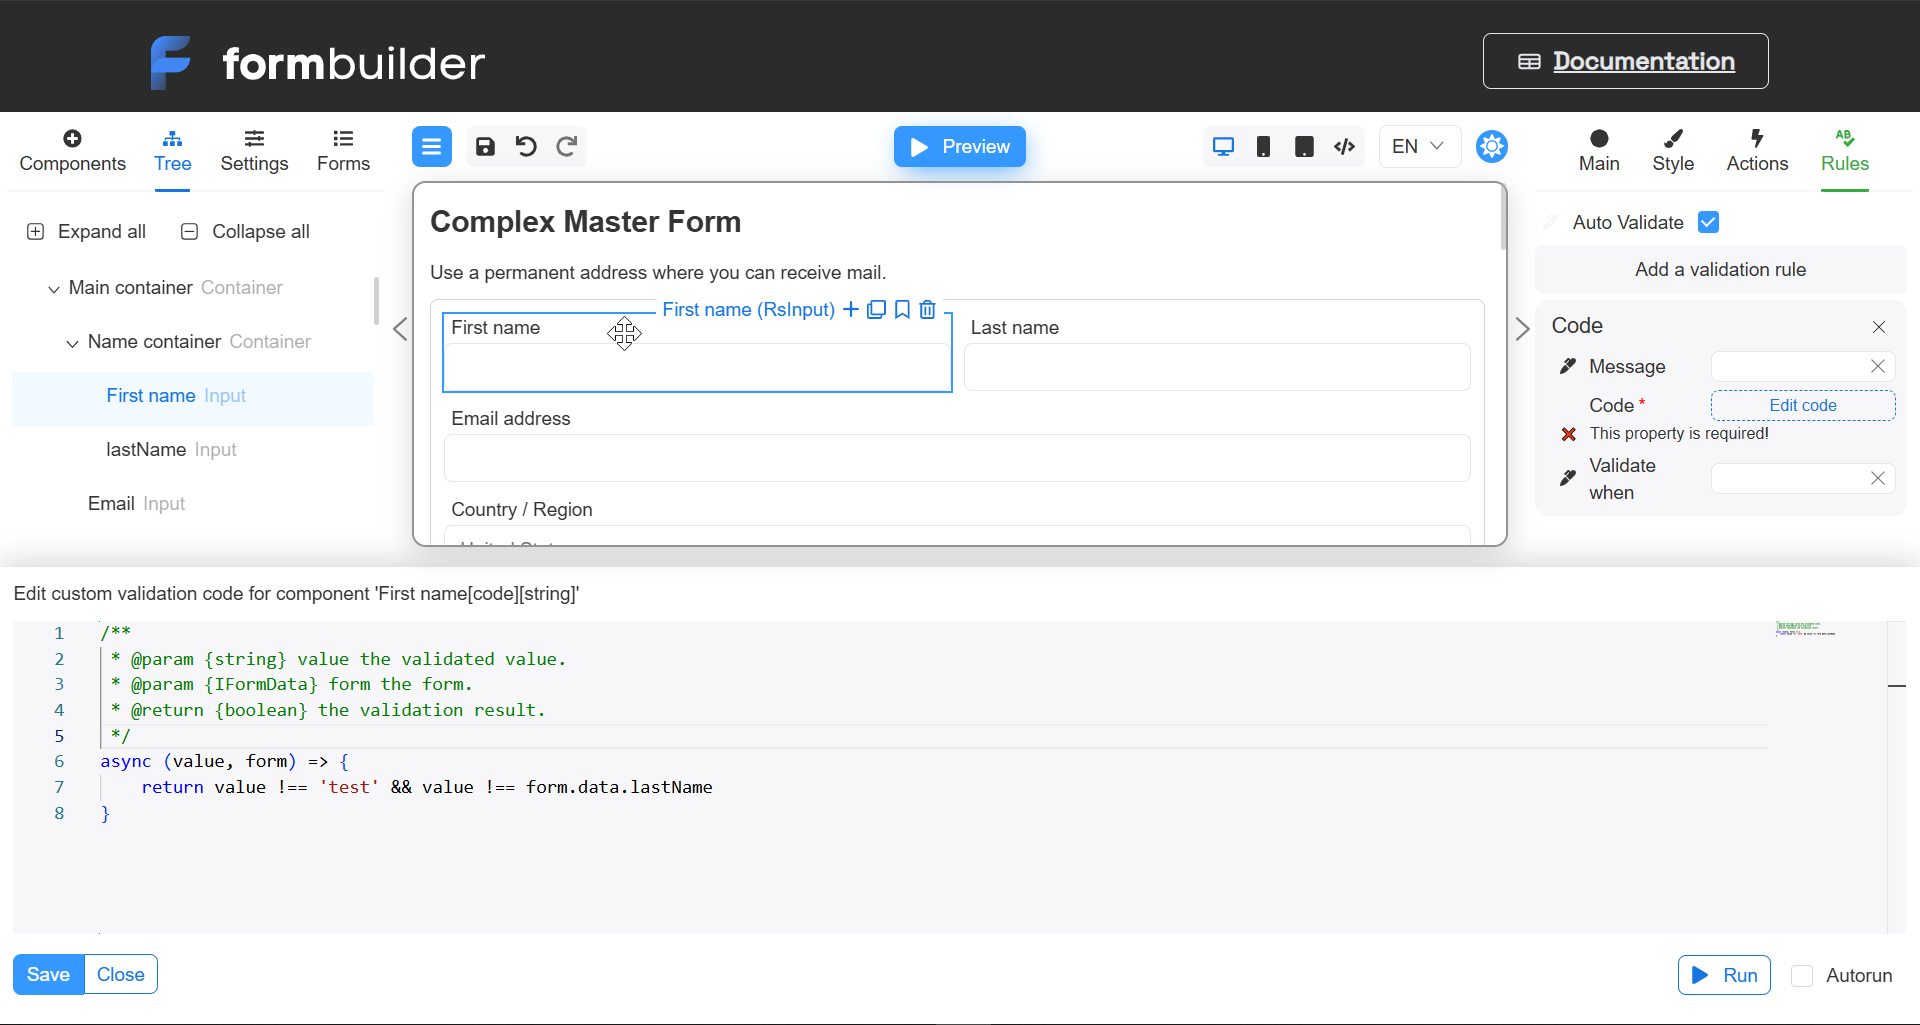 formbuilder
Documentation
Components
Tree
Settings
Forms
Preview
EN
Main
Style
Actions
Rules
Expand all
Collapse all
Main container Container
Name container Container
First name Input
lastName Input
Email Input
Complex Master Form
Use a permanent address where you can receive mail.
First name (RsInput)
First name
Last name
Email address
Country / Region
Auto Validate
Add a validation rule
Code
Message
Code *
Edit code
This property is required!
Validate
when
Edit custom validation code for component 'First name[code][string]'
1 /**
2 * @param {string} value the validated value.
3 * @param {IFormData} form the form.
4 * @return {boolean} the validation result.
5 */
6 async (value, form) => {
7 return value !== 'test' && value !== form.data.lastName
8 }
Save
Close
Run
Autorun